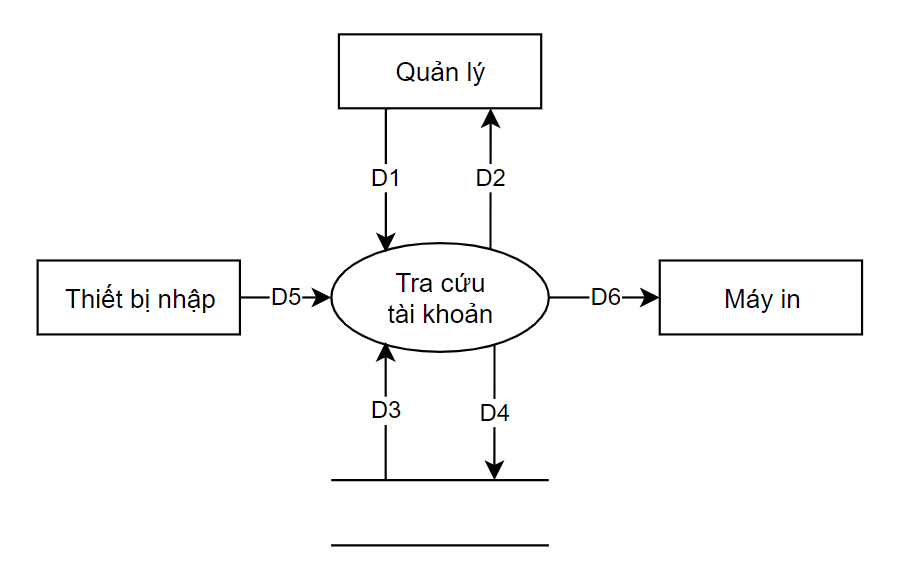 Quản lý
D1
D2
Thiết bị nhập
D5
Tra cứu
tài khoản
D6
Máy in
D3
D4